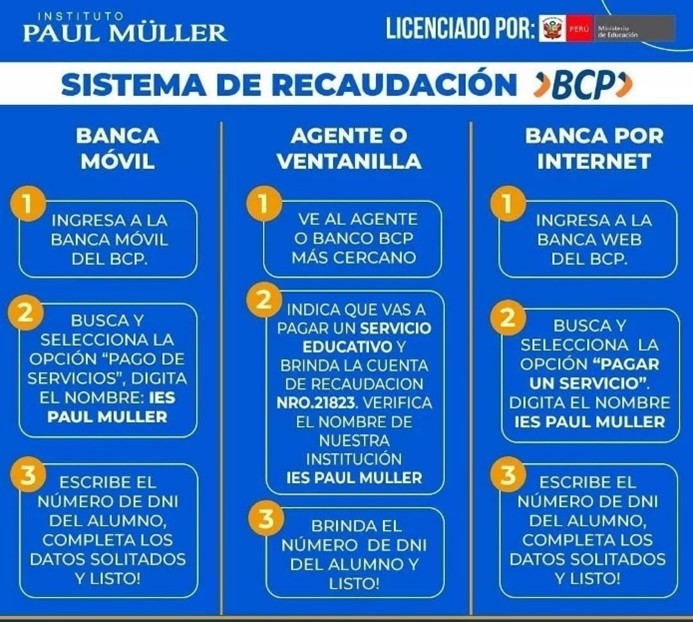 INSTITUTO
PAUL MÜLLER
LICENCIADO POR:
PERÚ
Ministerio
de Educación
SISTEMA DE RECAUDACIÓN BCP
BANCA
MÓVIL
1
INGRESA A LA
BANCA MÓVIL
DEL BCP.
2
BUSCA Y
SELECCIONA LA
OPCIÓN “PAGO DE
SERVICIOS”, DIGITA
EL NOMBRE: IES
PAUL MULLER
3
ESCRIBE EL
NÚMERO DE DNI
DEL ALUMNO,
COMPLETA LOS
DATOS SOLITADOS
Y LISTO!
AGENTE O
VENTANILLA
1
VE AL AGENTE
O BANCO BCP
MÁS CERCANO
2
INDICA QUE VAS A
PAGAR UN SERVICIO
EDUCATIVO Y
BRINDA LA CUENTA
DE RECAUDACION
NRO.21823. VERIFICA
EL NOMBRE DE
NUESTRA
INSTITUCIÓN
IES PAUL MULLER
3
BRINDA EL
NÚMERO DE DNI
DEL ALUMNO Y
LISTO!
BANCA POR
INTERNET
1
INGRESA A LA
BANCA WEB
DEL BCP.
2
BUSCA Y
SELECCIONA LA
OPCIÓN “PAGAR
UN SERVICIO”.
DIGITA EL NOMBRE
IES PAUL MULLER
3
ESCRIBE EL
NÚMERO DE DNI
DEL ALUMNO,
COMPLETA LOS
DATOS SOLITADOS
Y LISTO!